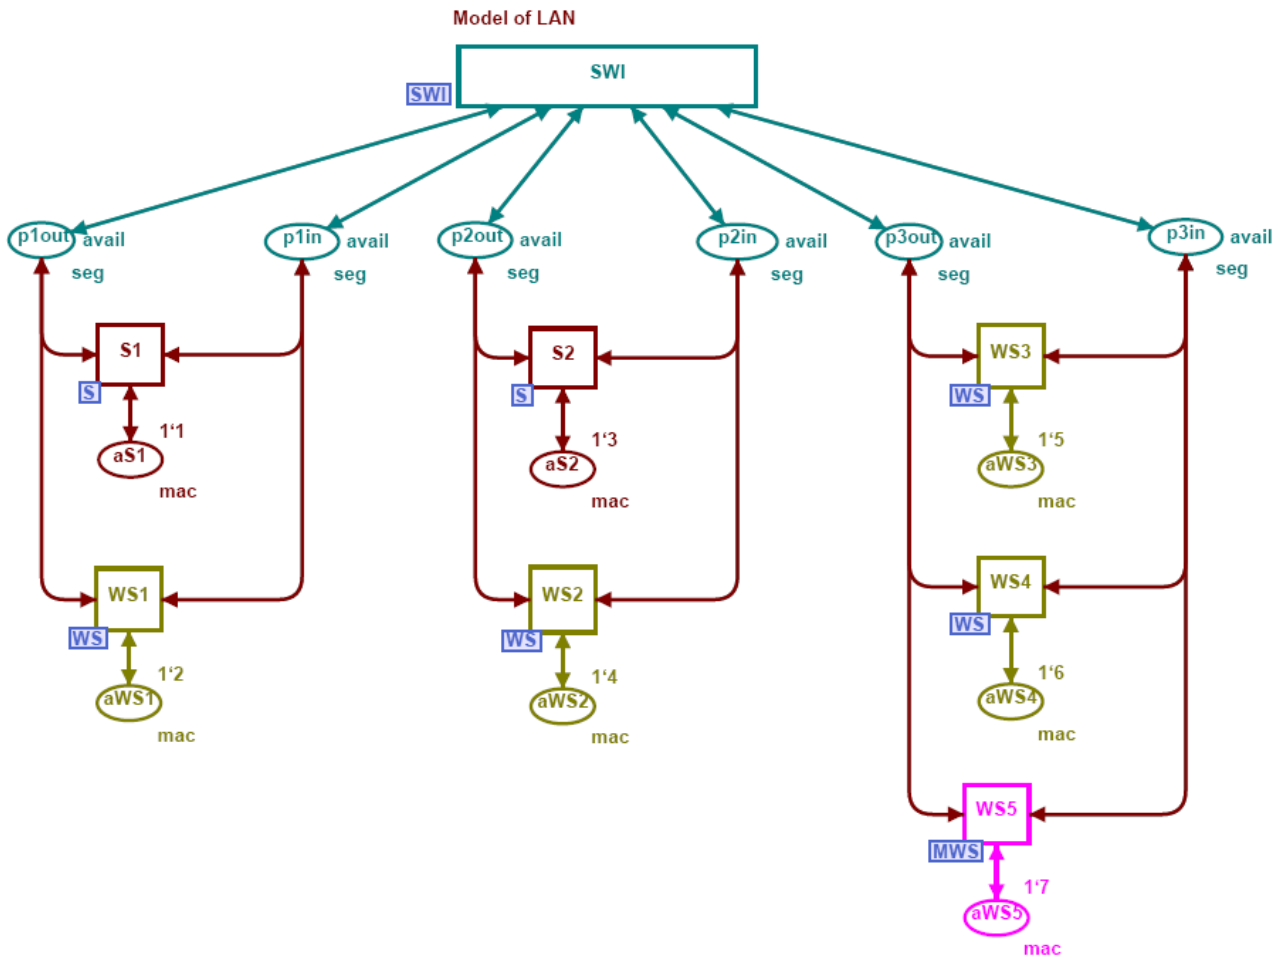 Model of LAN
SWI
SWI
p1out avail
seg
p1in avail
seg
p2out avail
seg
p2in avail
seg
p3out avail
seg
p3in avail
seg
S1
S
1‘1
aS1
mac
S2
S
1‘3
aS2
mac
WS3
WS
1‘5
aWS3
mac
WS1
WS
1‘2
aWS1
mac
WS2
WS
1‘4
aWS2
mac
WS4
WS
1‘6
aWS4
mac
WS5
MWS
1‘7
aWS5
mac